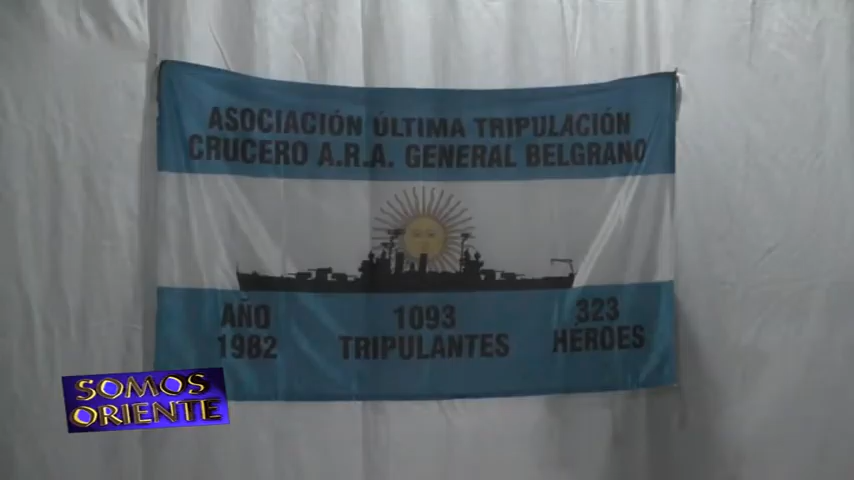 ASOCIACIÓN ÚLTIMA TRIPULACIÓN
CRUCERO A.R.A. GENERAL BELGRANO
AÑO
1982
1093
TRIPULANTES
323
HÉROES
SOMOS
ORIENTE